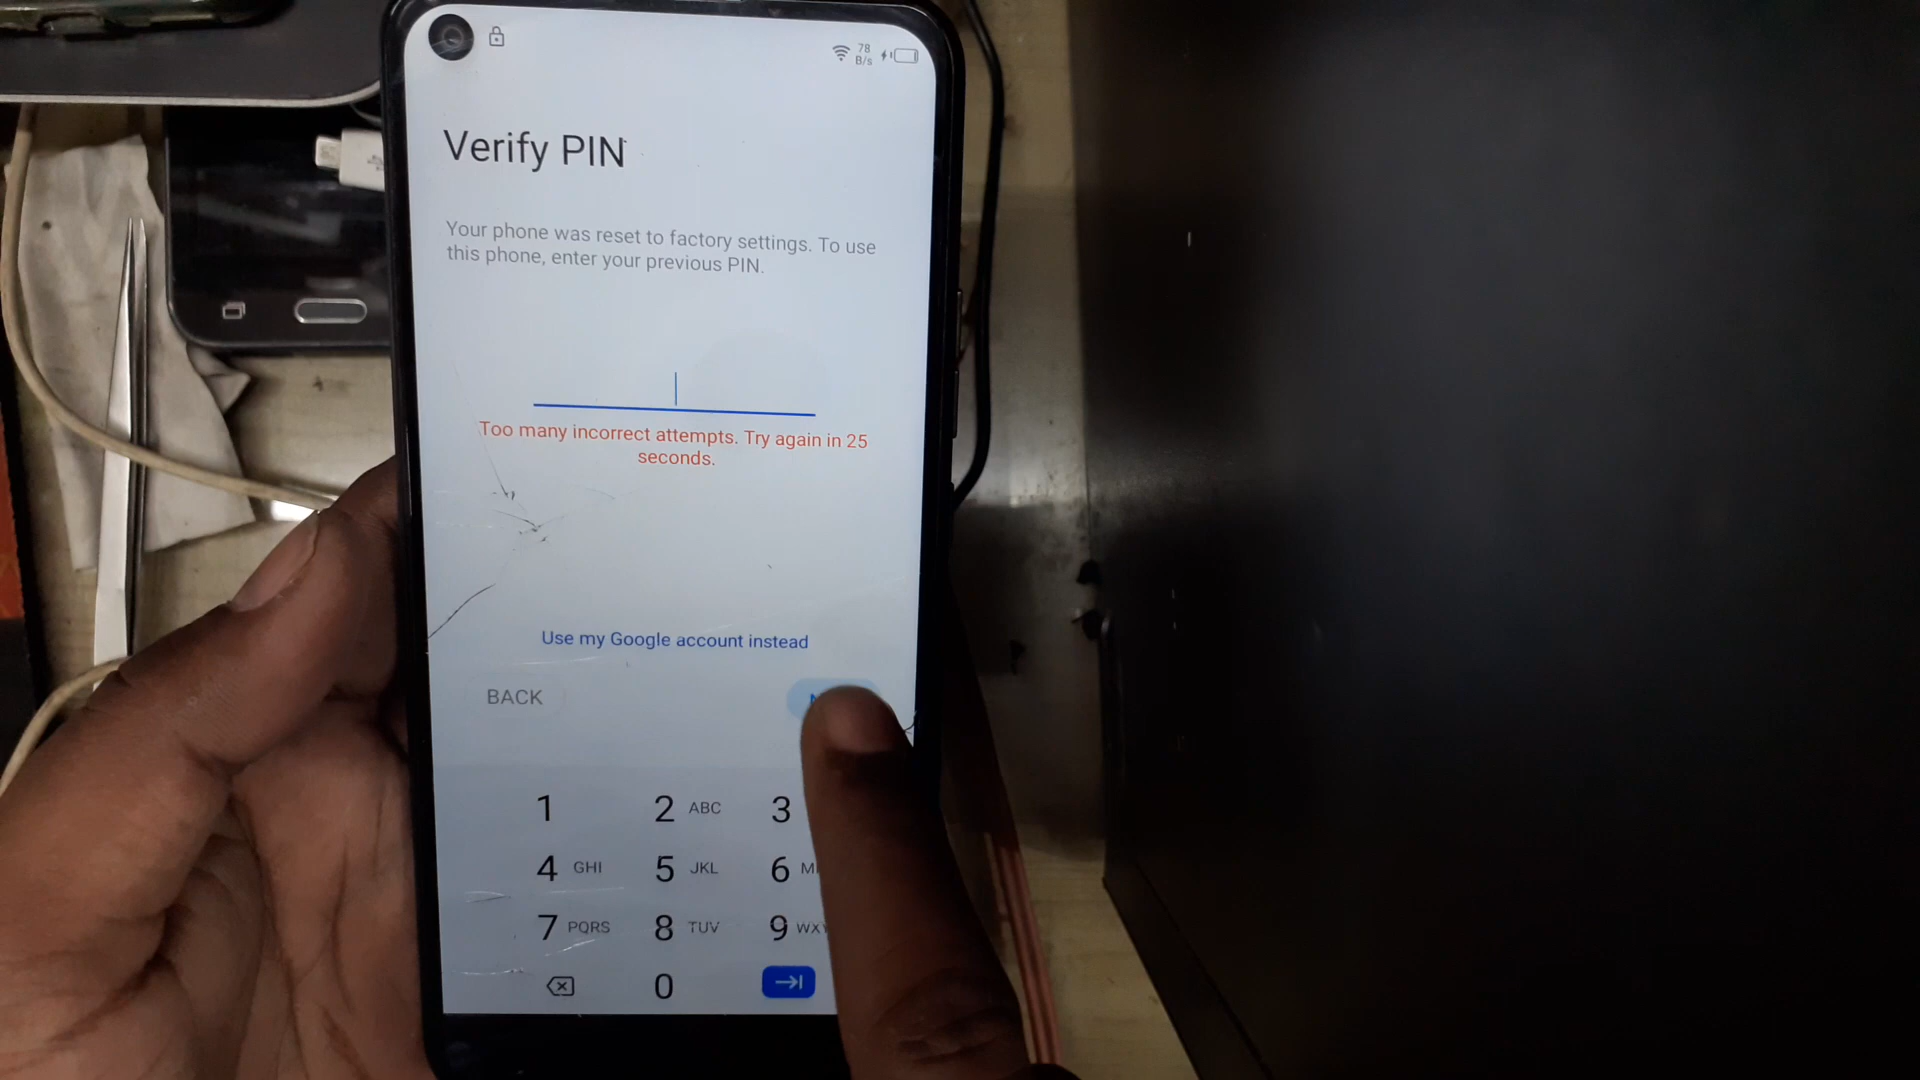 78
B/s
Verify PIN
Your phone was reset to factory settings. To use
this phone, enter your previous PIN.
Too many incorrect attempts. Try again in 25
seconds.
Use my Google account instead
BACK
1 2 ABC 3
4 GHI 5 JKL 6
7 PQRS 8 TUV 9
0